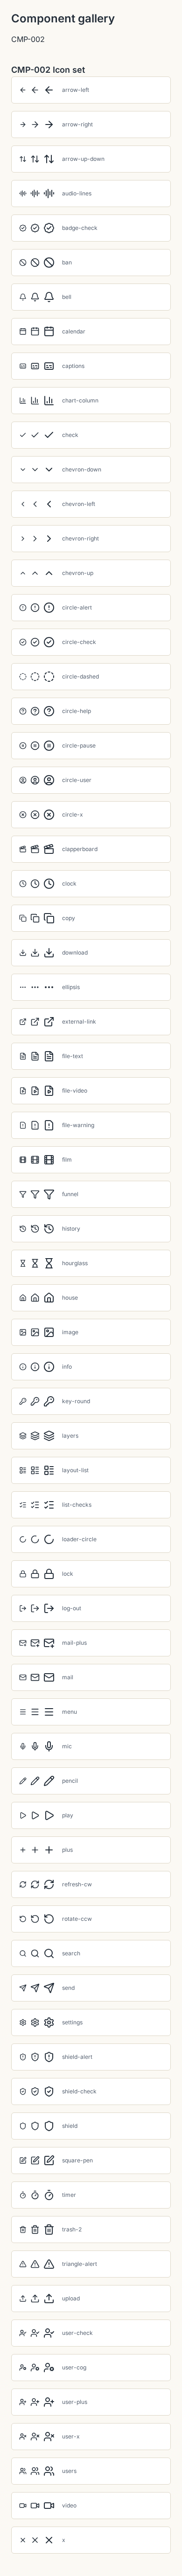 Component gallery
CMP-002
CMP-002 Icon set
arrow-left
arrow-right
arrow-up-down
audio-lines
badge-check
ban
bell
calendar
captions
chart-column
check
chevron-down
chevron-left
chevron-right
chevron-up
circle-alert
circle-check
circle-dashed
circle-help
circle-pause
circle-user
circle-x
clapperboard
clock
copy
download
ellipsis
external-link
file-text
file-video
file-warning
film
funnel
history
hourglass
house
image
info
key-round
layers
layout-list
list-checks
loader-circle
lock
log-out
mail-plus
mail
menu
mic
pencil
play
plus
refresh-cw
rotate-ccw
search
send
settings
shield-alert
shield-check
shield
square-pen
timer
trash-2
triangle-alert
upload
user-check
user-cog
user-plus
user-x
users
video
x